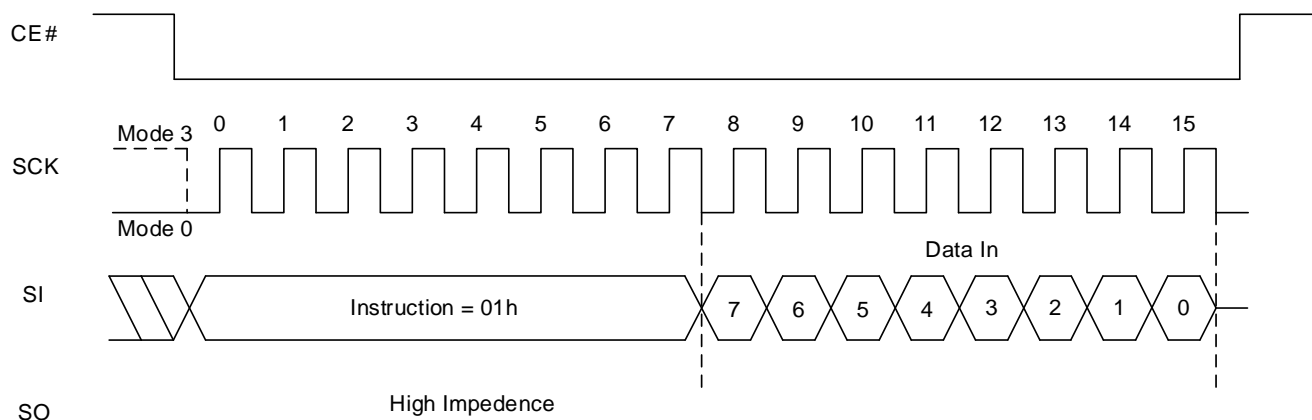 CE#
0 1 2 3 4 5 6 7 8 9 10 11 12 13 14 15
Mode 3
SCK
Mode 0
Data In
SI
Instruction = 01h
7 6 5 4 3 2 1 0
High Impedence
SO